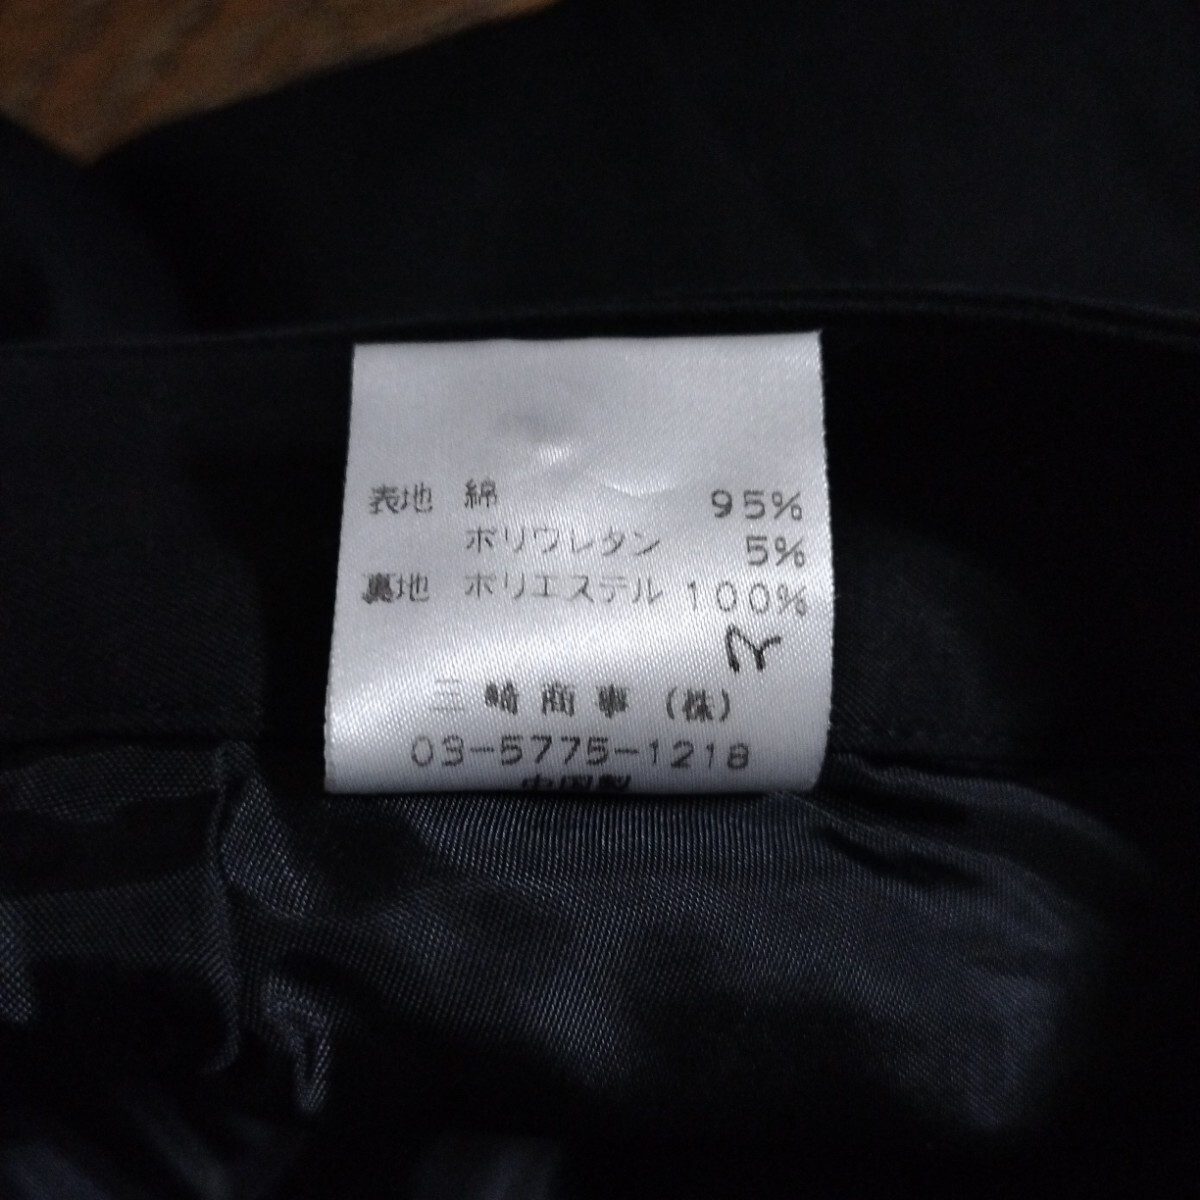 表地 綿 95%
ポリウレタン 5%
裏地 ポリエステル 100%
三崎商事(株)
03-5775-1218
中国製